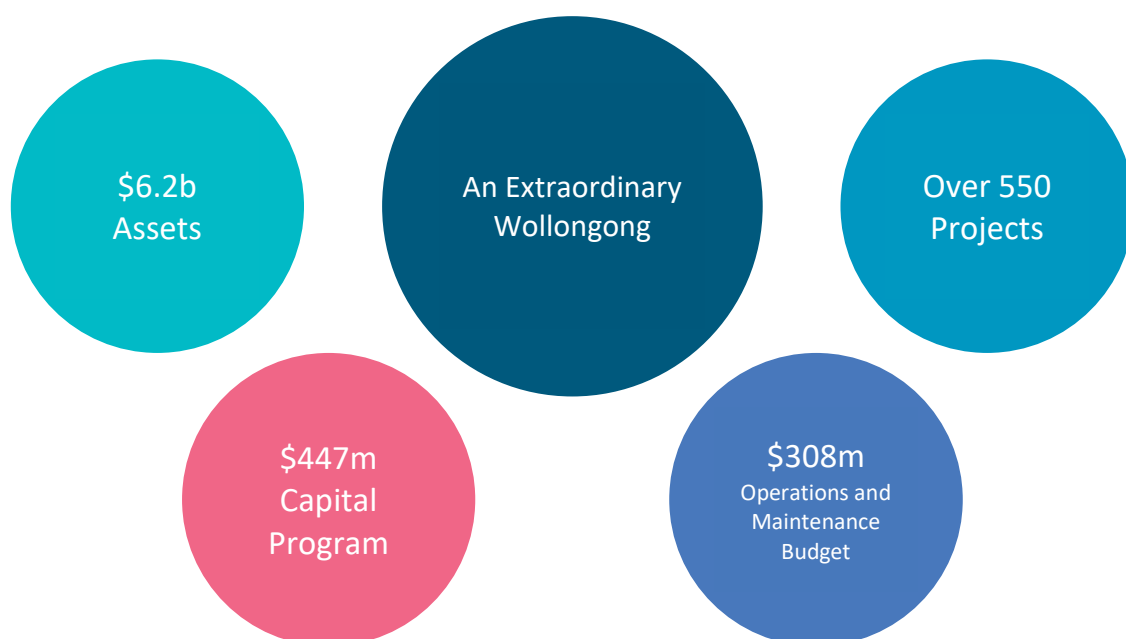 $6.2b
Assets
An Extraordinary
Wollongong
Over 550
Projects
$447m
Capital
Program
$308m
Operations and
Maintenance
Budget